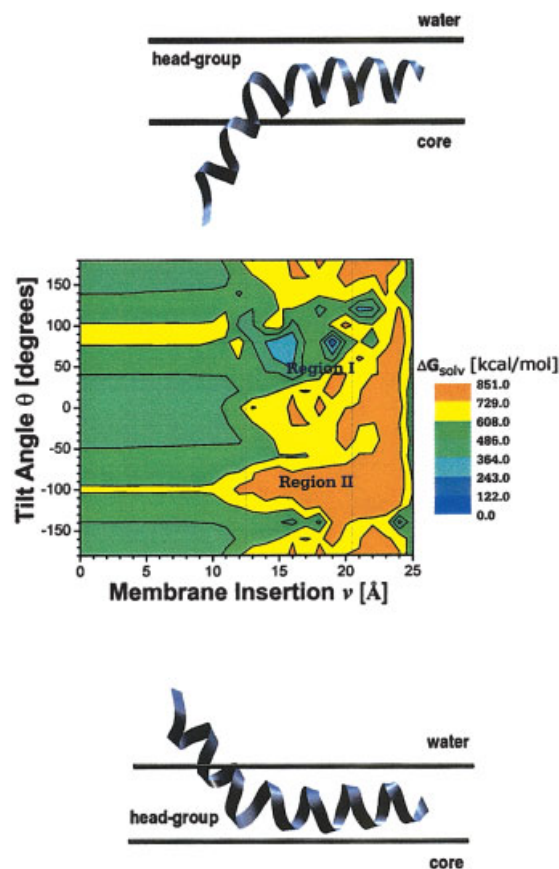 water
head-group
core
Tilt Angle θ [degrees]
150
100
50
0
-50
-100
-150
Region I
Region II
0
5
10
15
20
25
Membrane Insertion ν [Å]
ΔGsolv [kcal/mol]
851.0
729.0
608.0
486.0
364.0
243.0
122.0
0.0
water
head-group
core